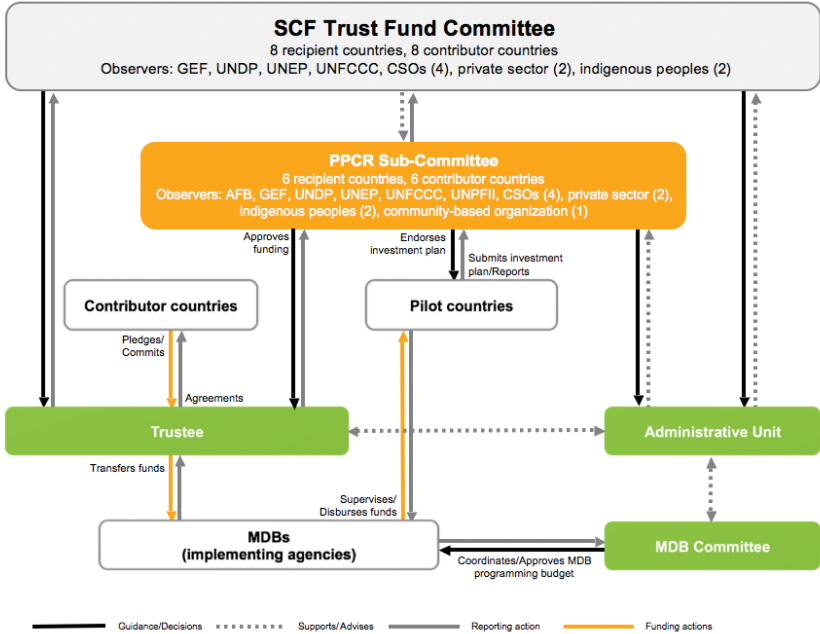 SCF Trust Fund Committee
8 recipient countries, 8 contributor countries
Observers: GEF, UNDP, UNEP, UNFCCC, CSOs (4), private sector (2), indigenous peoples (2)
PPCR Sub-Committee
6 recipient countries, 6 contributor countries
Observers: AFB, GEF, UNDP, UNEP, UNFCCC, UNPFII, CSOs (4), private sector (2),
indigenous peoples (2), community-based organization (1)
Approves
funding
Endorses
investment plan
Submits investment
plan/Reports
Contributor countries
Pilot countries
Pledges/
Commits
Agreements
Trustee
Administrative Unit
Transfers funds
Supervises/
Disburses funds
MDBs
(implementing agencies)
MDB Committee
Coordinates/Approves MDB
programming budget
Guidance/Decisions
Supports/Advises
Reporting action
Funding actions